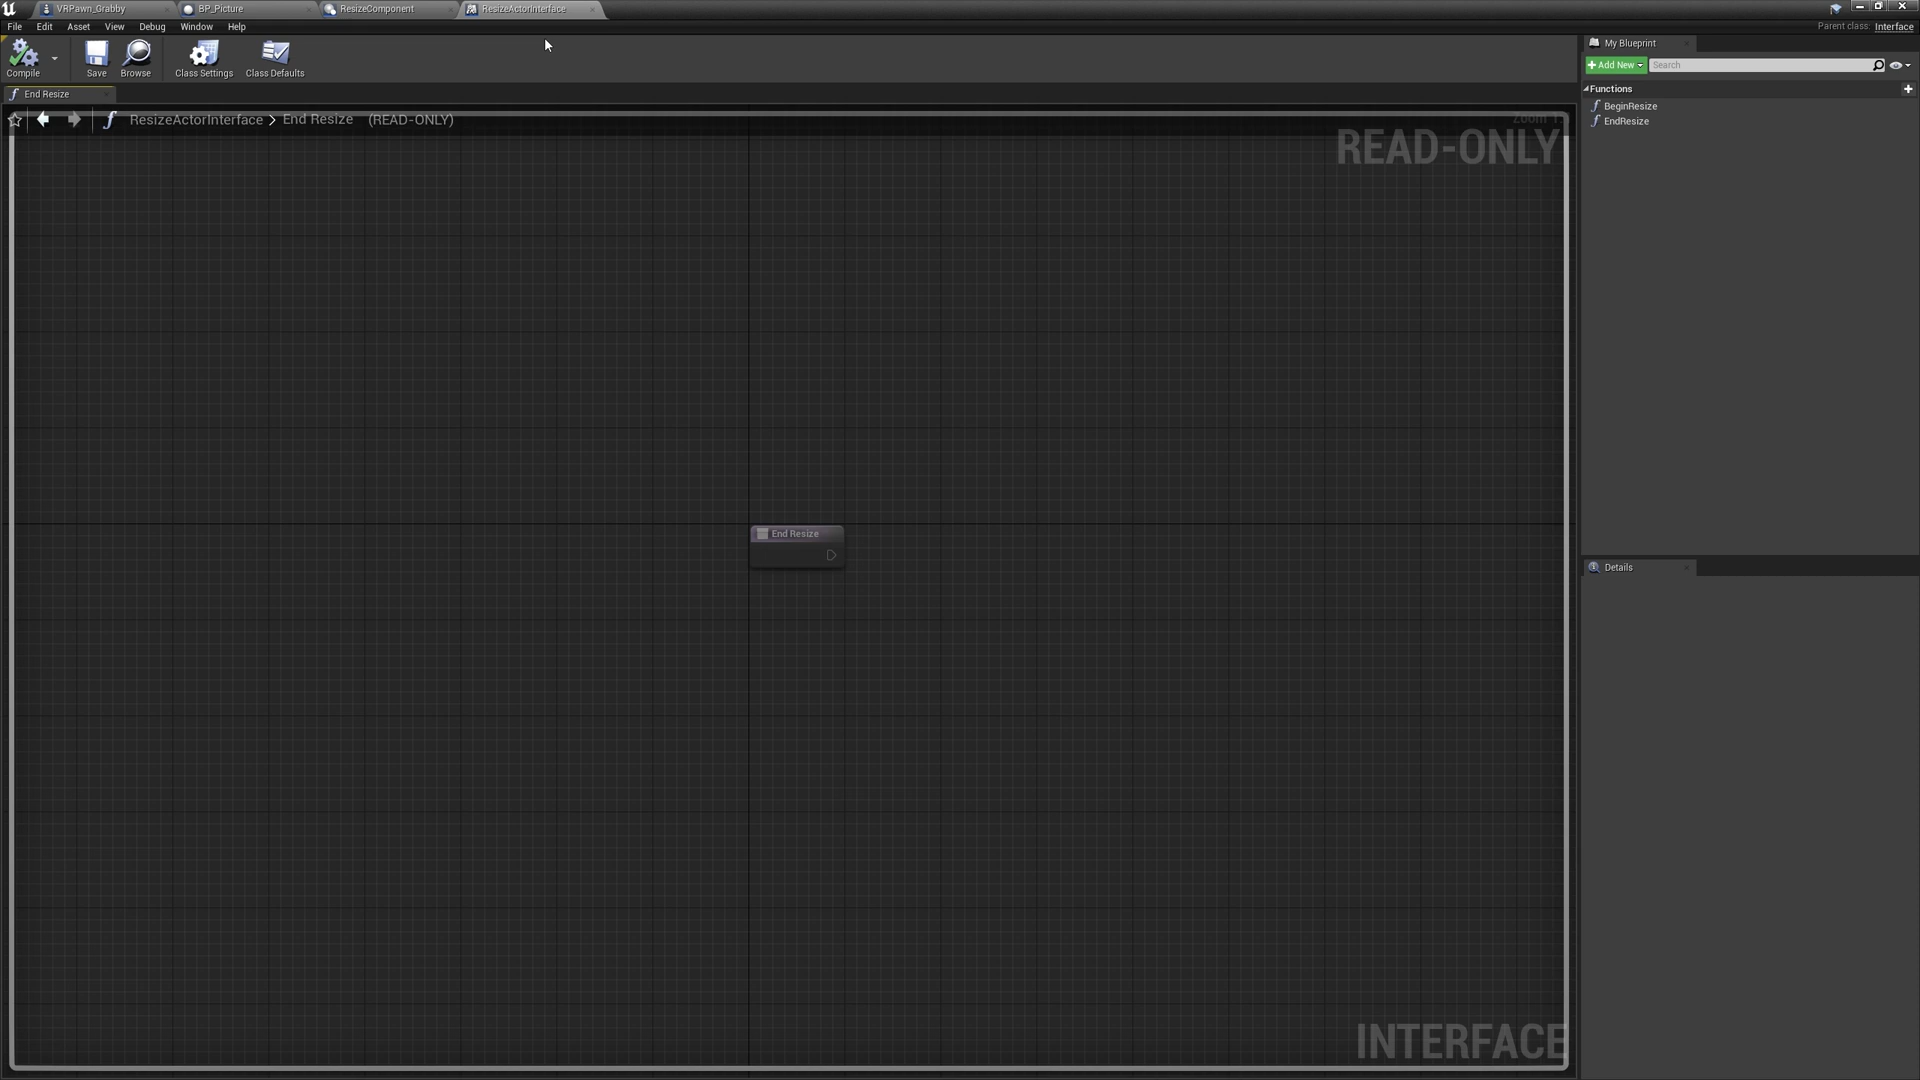 VRPawn_Grabby
BP_Picture
ResizeComponent
ResizeActorInterface
File Edit Asset View Debug Window Help
Parent class: Interface
Compile
Save
Browse
Class Settings
Class Defaults
My Blueprint
+ Add New
Search
Functions
BeginResize
EndResize
End Resize
ResizeActorInterface > End Resize (READ-ONLY)
Zoom
READ-ONLY
End Resize
Details
INTERFACE